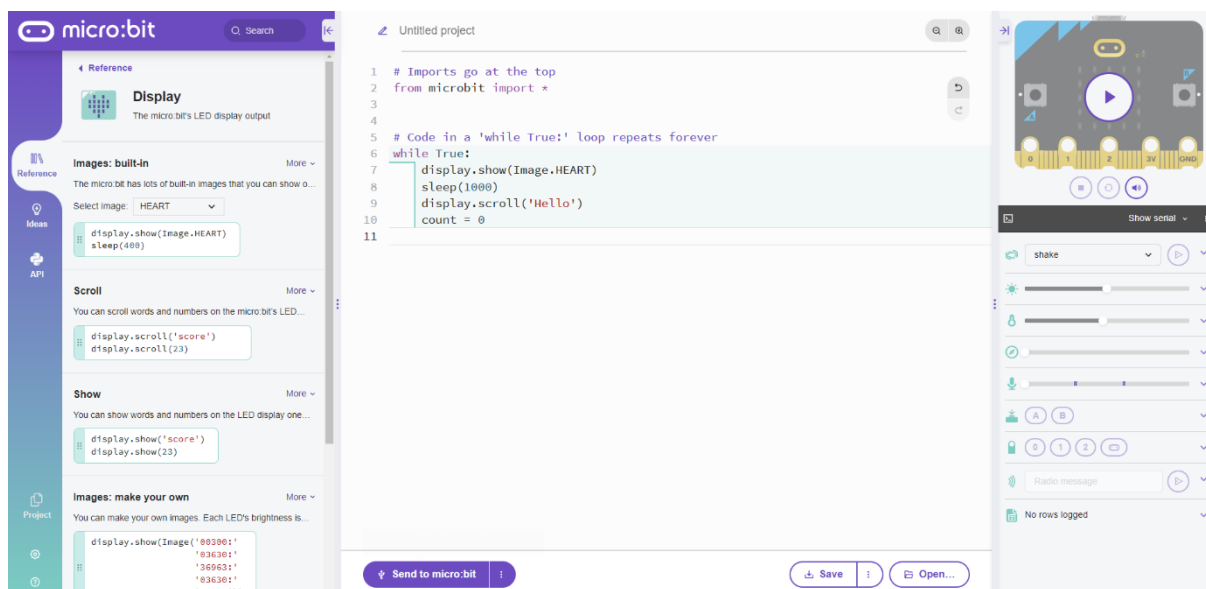 micro:bit
Search
Reference
Display
The micro:bit's LED display output
Reference
Ideas
API
Project
Images: built-in
More
The micro:bit has lots of built-in images that you can show o...
Select image: HEART
display.show(Image.HEART)
sleep(400)
Scroll
More
You can scroll words and numbers on the micro:bit's LED...
display.scroll('score')
display.scroll(23)
Show
More
You can show words and numbers on the LED display one...
display.show('score')
display.show(23)
Images: make your own
More
You can make your own images. Each LED's brightness is...
display.show(Image('00300:'
'03630:'
'36963:'
'03630:'
Untitled project
1 # Imports go at the top
2 from microbit import *
3
4
5 # Code in a 'while True:' loop repeats forever
6 while True:
7 display.show(Image.HEART)
8 sleep(1000)
9 display.scroll('Hello')
10 count = 0
11
Send to micro:bit
Save
Open...
0 1 2 3V GND
Show serial
shake
A B
0 1 2
Radio message
No rows logged